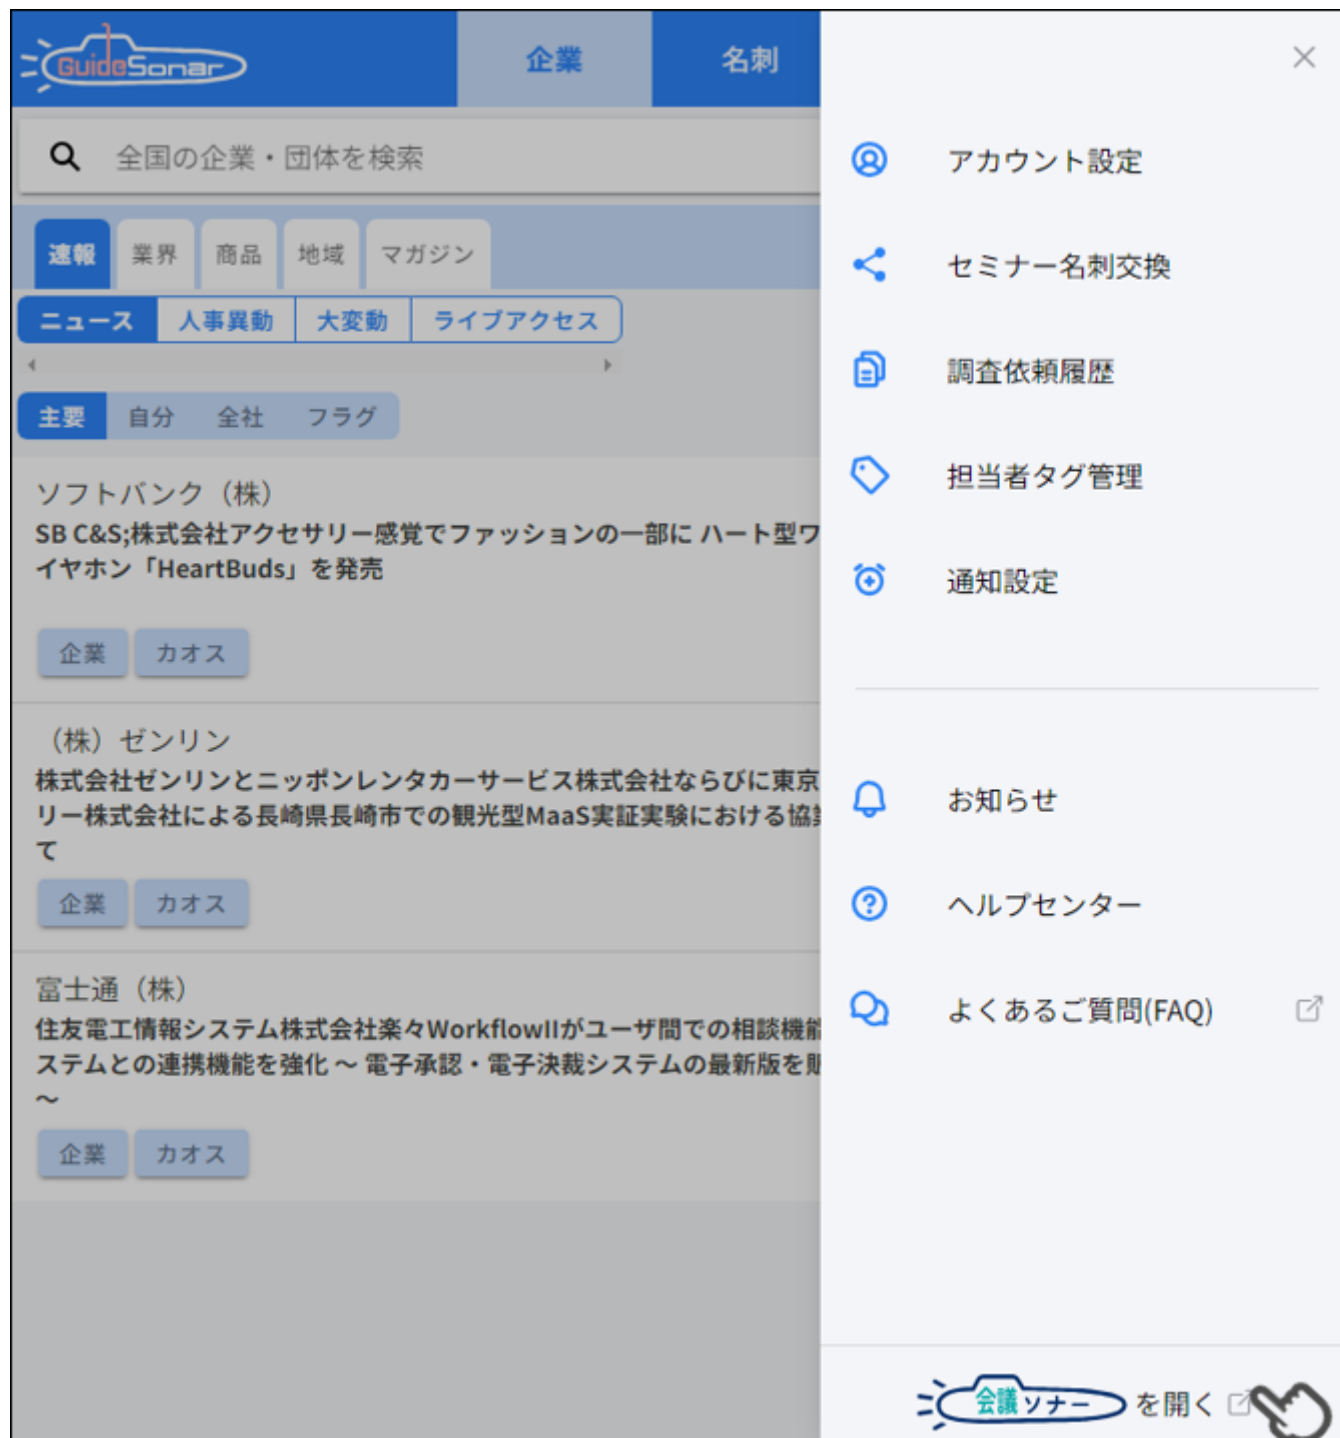 GuideSonar
企業
名刺
全国の企業・団体を検索
速報
業界
商品
地域
マガジン
ニュース
人事異動
大変動
ライブアクセス
主要
自分
全社
フラグ
ソフトバンク（株）
SB C&S;株式会社アクセサリー感覚でファッションの一部に ハート型ワ
イヤホン「HeartBuds」を発売
企業
カオス
（株）ゼンリン
株式会社ゼンリンとニッポンレンタカーサービス株式会社ならびに東京
リー株式会社による長崎県長崎市での観光型MaaS実証実験における協業
て
企業
カオス
富士通（株）
住友電工情報システム株式会社楽々WorkflowIIがユーザ間での相談機能
ステムとの連携機能を強化 ～ 電子承認・電子決裁システムの最新版を販
～
企業
カオス
アカウント設定
セミナー名刺交換
調査依頼履歴
担当者タグ管理
通知設定
お知らせ
ヘルプセンター
よくあるご質問(FAQ)
会議ソナー を開く